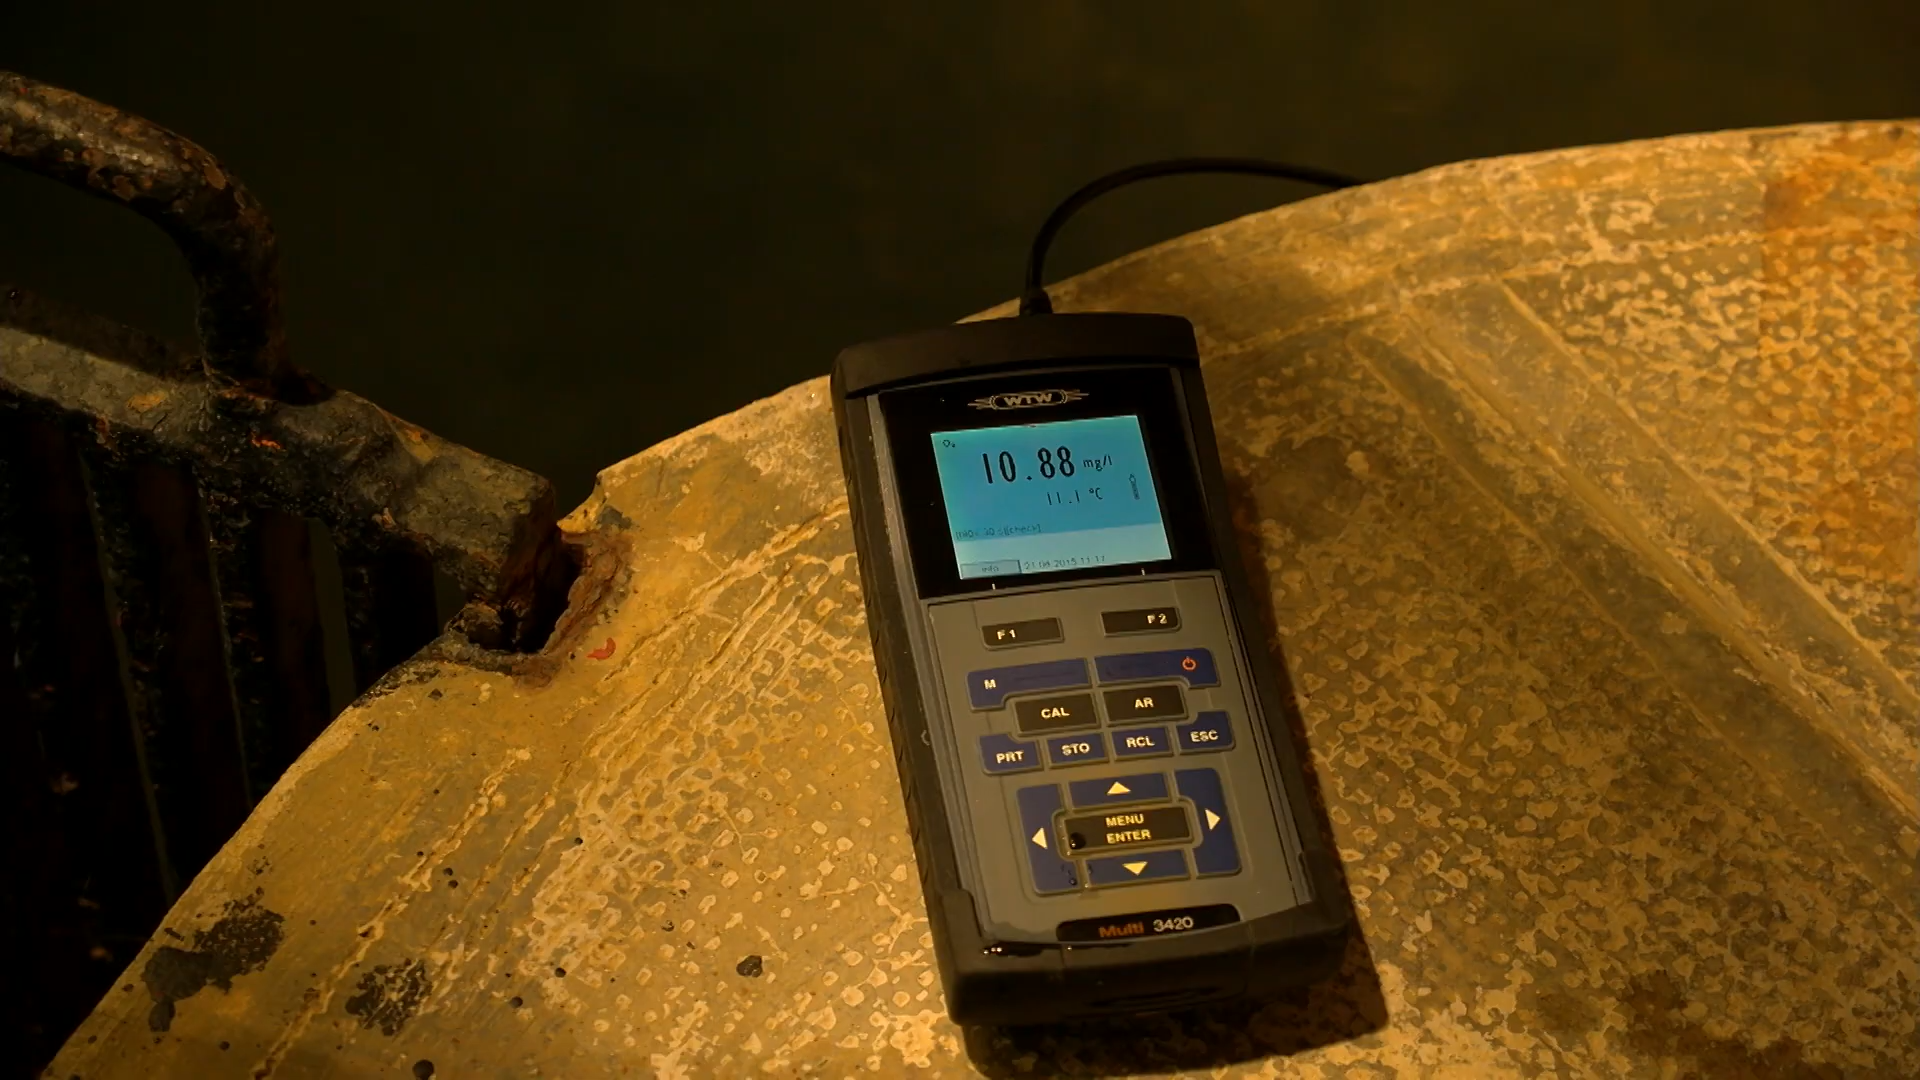 WTW
O₂
10.88 mg/l
11.1 °C
info
F1 F2
M
CAL AR
PRT STO RCL ESC
MENU
ENTER
Multi 3420